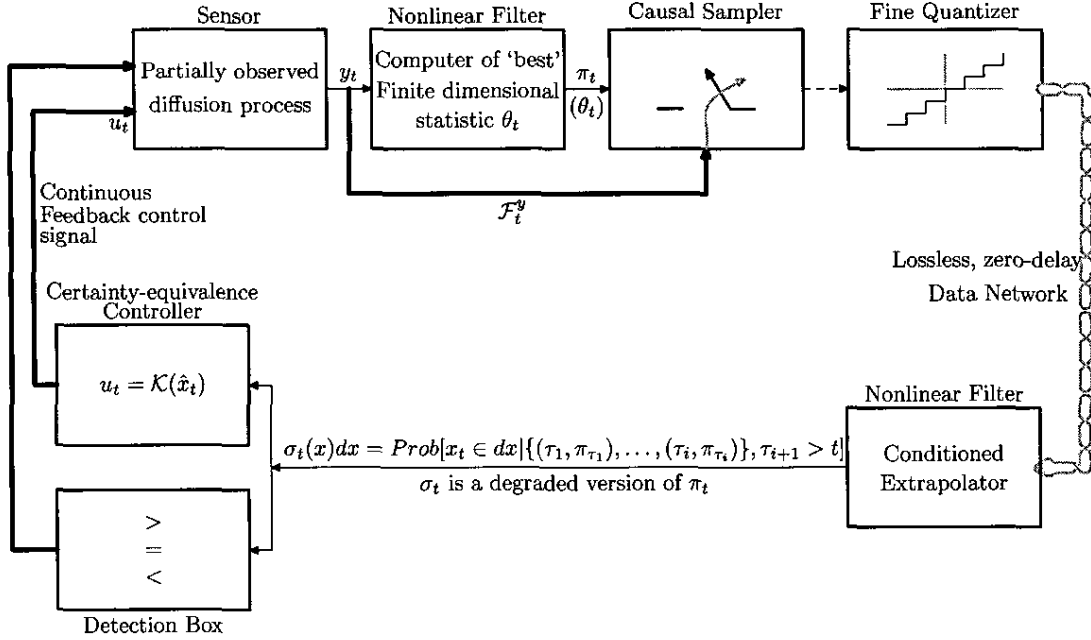 Sensor
Nonlinear Filter
Causal Sampler
Fine Quantizer
Partially observed
diffusion process
y_t
Computer of ‘best’
Finite dimensional
statistic θ_t
π_t
(θ_t)
u_t
F_t^y
Continuous
Feedback control
signal
Lossless, zero-delay
Data Network
Certainty-equivalence
Controller
u_t = K(x̂_t)
Nonlinear Filter
Conditioned
Extrapolator
σ_t(x)dx = Prob[x_t ∈ dx|{(τ_1, π_{τ_1}), . . . , (τ_i, π_{τ_i})}, τ_{i+1} > t]
σ_t is a degraded version of π_t
>
=
<
Detection Box